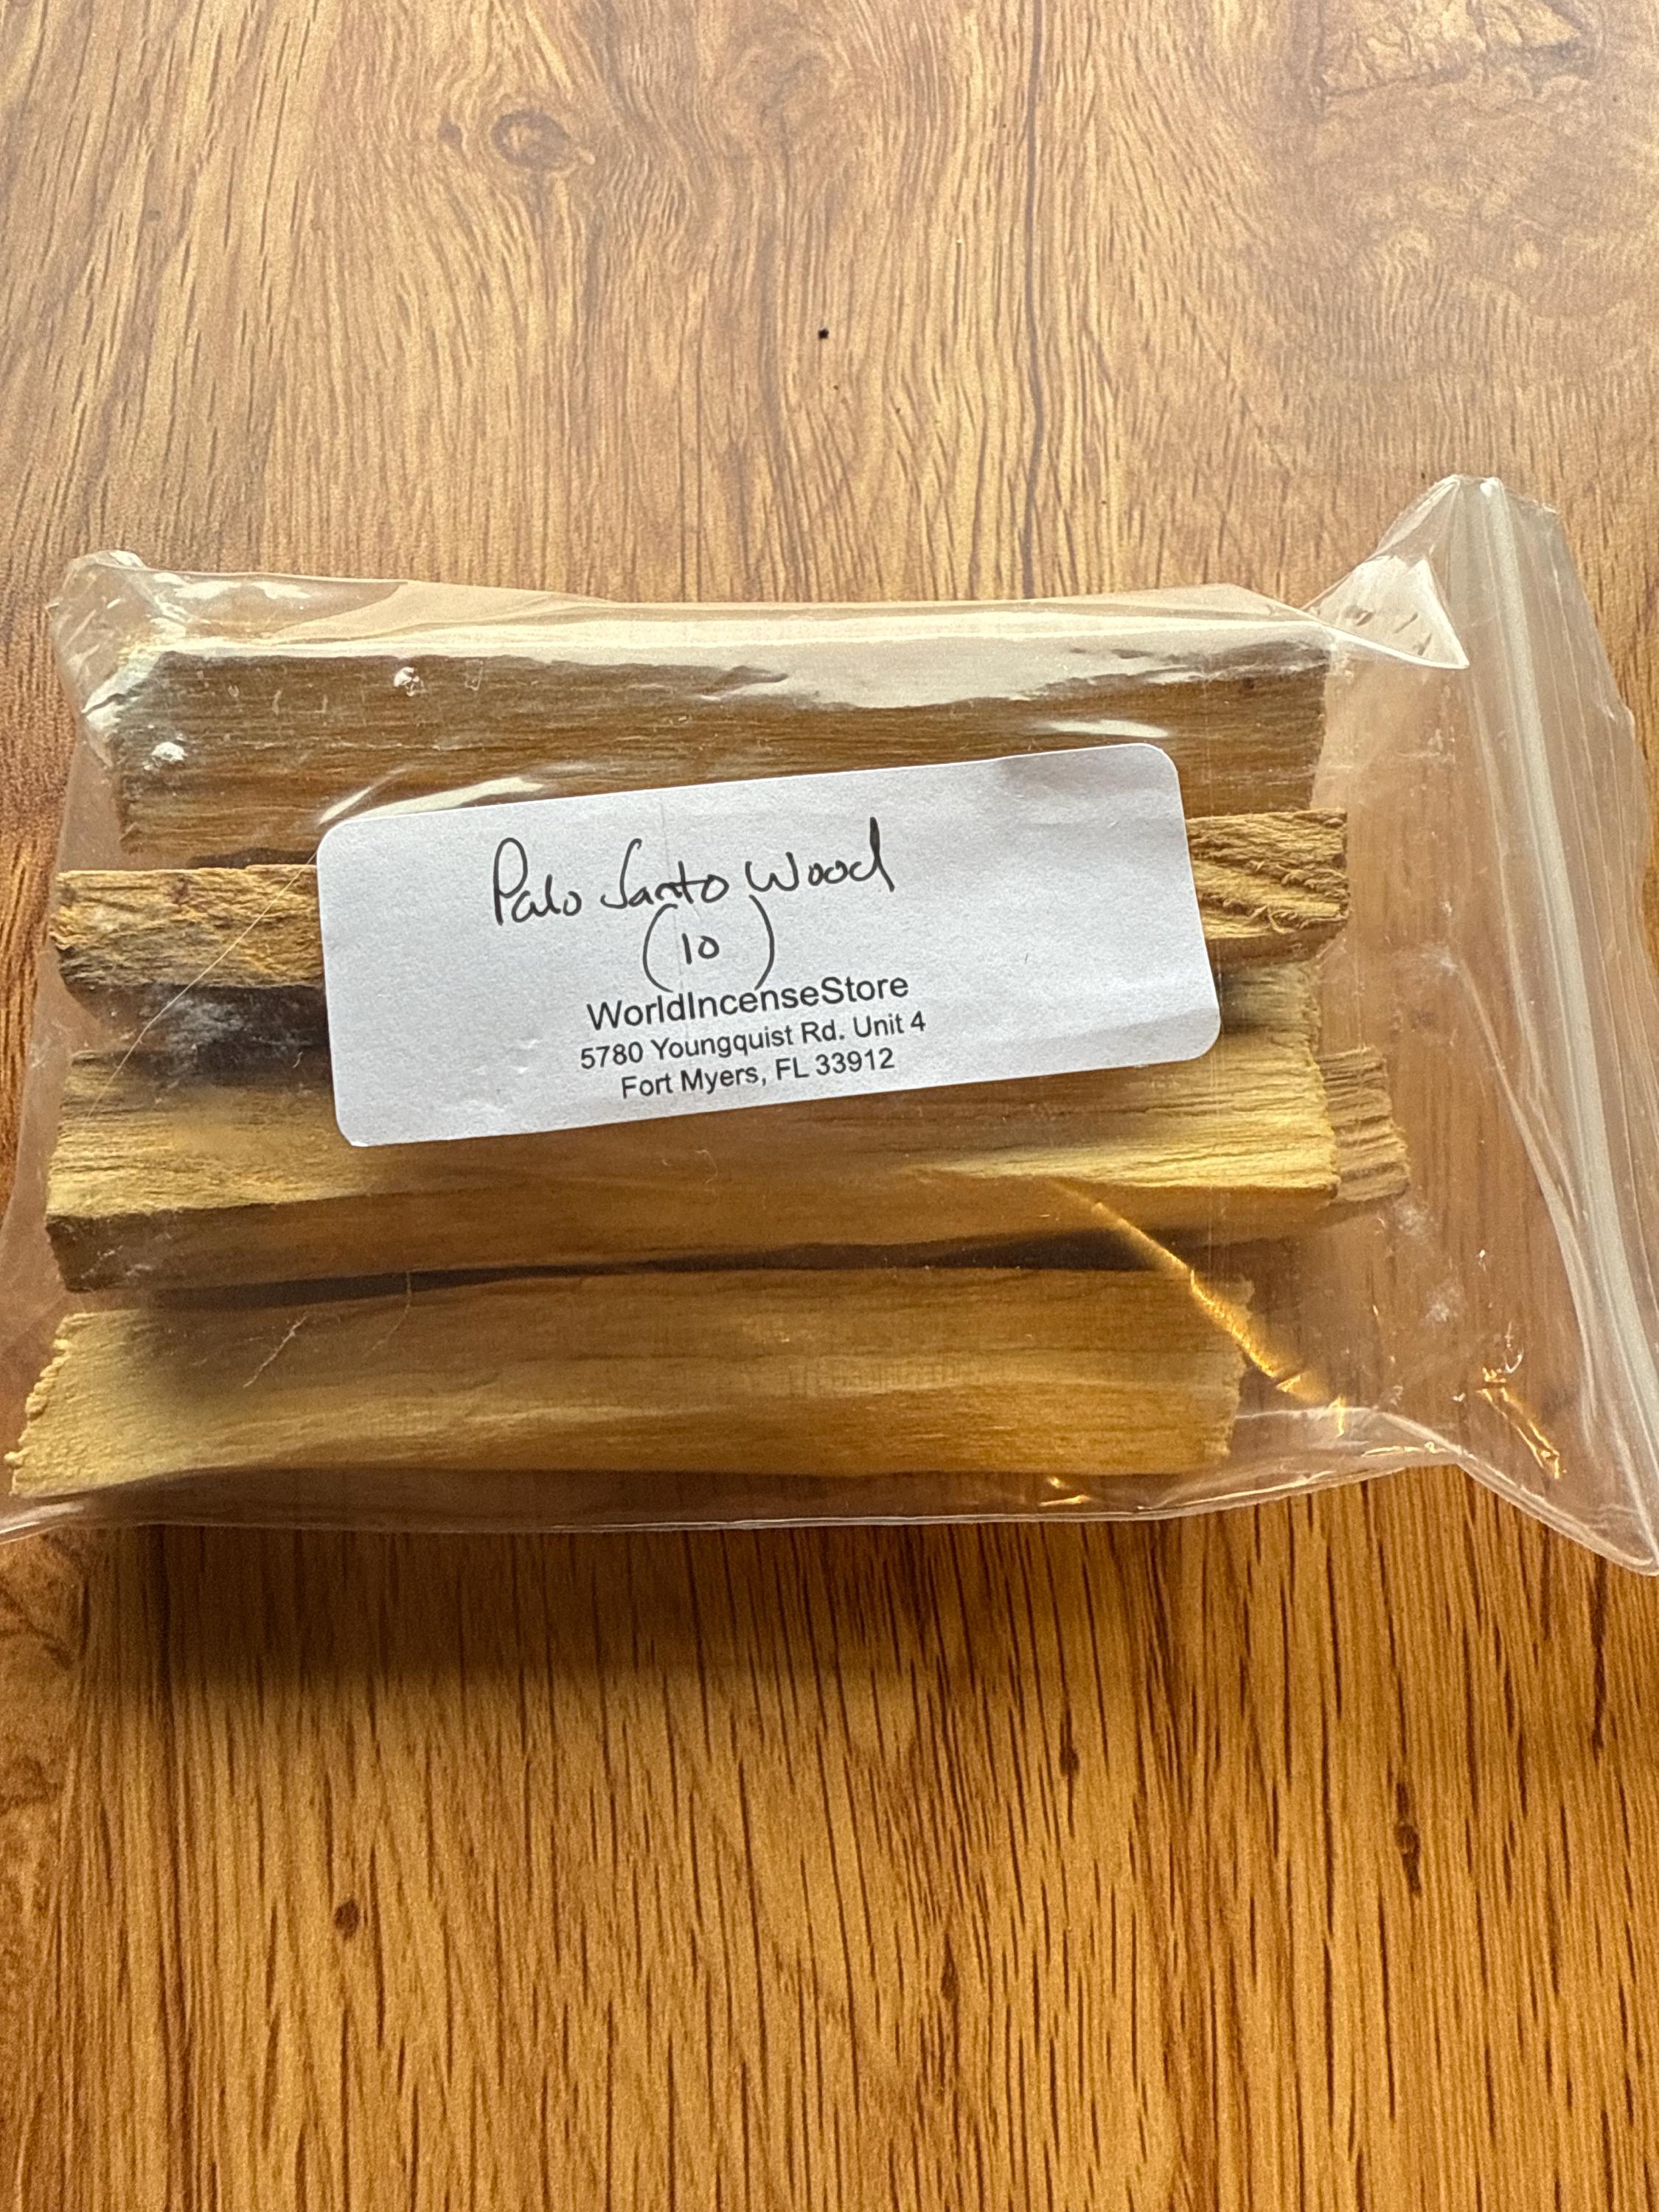 Palo Santo Wood
(10)
WorldIncenseStore
5780 Youngquist Rd. Unit 4
Fort Myers, FL 33912